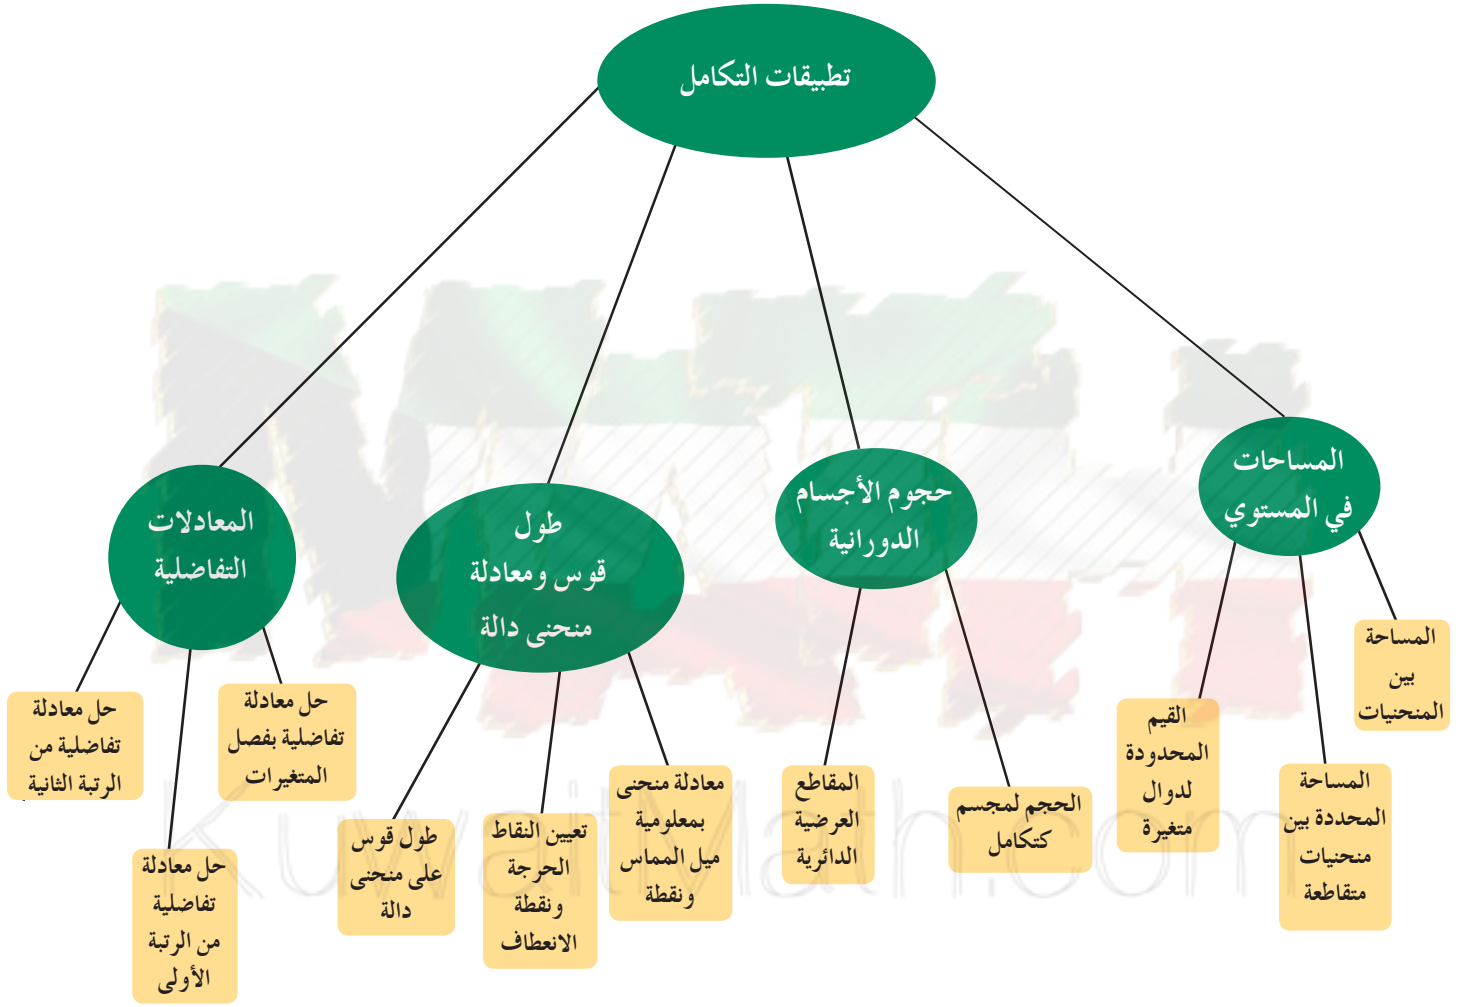 تطبيقات التكامل
المساحات
في المستوي
حجوم الأجسام
الدورانية
طول
قوس ومعادلة
منحنى دالة
المعادلات
التفاضلية
المساحة
بين
المنحنيات
المساحة
المحددة بين
منحنيات
متقاطعة
القيم
المحدودة
لدوال
متغيرة
الحجم لمجسم
كتكامل
المقاطع
العرضية
الدائرية
معادلة منحنى
بمعلومية
ميل المماس
ونقطة
تعيين النقاط
الحرجة
ونقطة
الانعطاف
طول قوس
على منحنى
دالة
حل معادلة
تفاضلية بفصل
المتغيرات
حل معادلة
تفاضلية
من الرتبة
الأولى
حل معادلة
تفاضلية من
الرتبة الثانية
KuwaitMath.com